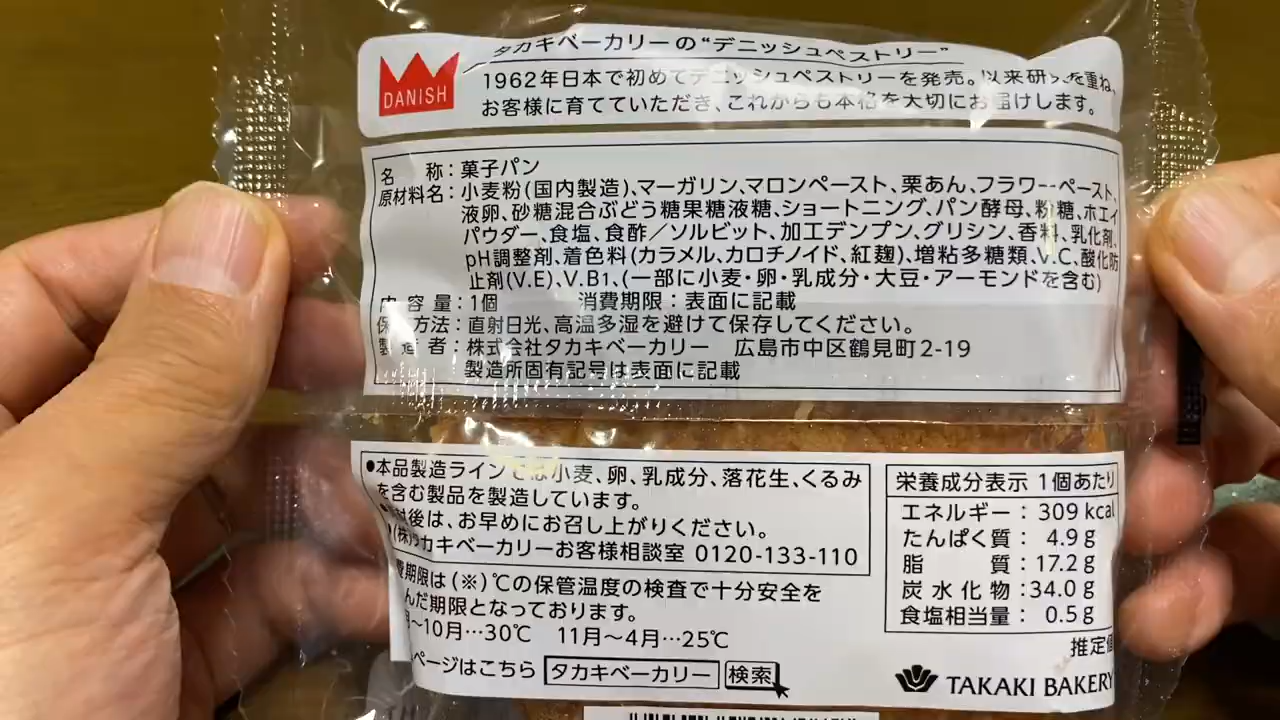 タカキベーカリーの“デニッシュペストリー”
DANISH
1962年日本で初めてデニッシュペストリーを発売。以来研を重ね、
お客様に育てていただき、これからも本格を大切にお届けします。
名 称：菓子パン
原材料名：小麦粉(国内製造)、マーガリン、マロンペースト、栗あん、フラワーペースト、
液卵、砂糖混合ぶどう糖果糖液糖、ショートニング、パン酵母、粉糖、ホエイ
パウダー、食塩、食酢／ソルビット、加工デンプン、グリシン、香料、乳化剤、
pH調整剤、着色料(カラメル、カロチノイド、紅麹)、増粘多糖類、V.C、酸化防
止剤(V.E)、V.B1、(一部に小麦・卵・乳成分・大豆・アーモンドを含む)
内容量：1個 消費期限：表面に記載
保 方法：直射日光、高温多湿を避けて保存してください。
製造者：株式会社タカキベーカリー 広島市中区鶴見町2-19
製造所固有記号は表面に記載
●本品製造ラインでは小麦、卵、乳成分、落花生、くるみ
を含む製品を製造しています。
封後は、お早めにお召し上がりください。
(株)タカキベーカリーお客様相談室 0120-133-110
費期限は(※)℃の保管温度の検査で十分安全を
んだ期限となっております。
月～10月…30℃ 11月～4月…25℃
ページはこちら タカキベーカリー 検索
栄養成分表示 1個あたり
エネルギー：309 kcal
たんぱく質：4.9g
脂質：17.2g
炭水化物：34.0g
食塩相当量：0.5g
推定値
TAKAKI BAKERY